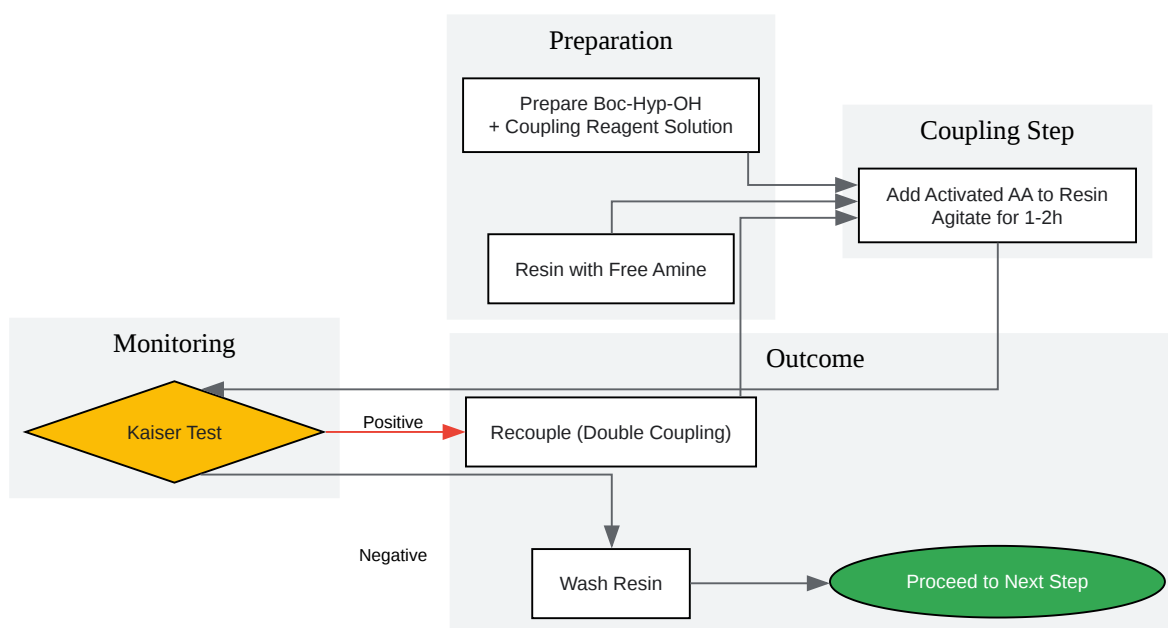 Preparation
Prepare Boc-Hyp-OH
+ Coupling Reagent Solution
Resin with Free Amine
Coupling Step
Add Activated AA to Resin
Agitate for 1-2h
Monitoring
Kaiser Test
Positive
Negative
Outcome
Recouple (Double Coupling)
Wash Resin
Proceed to Next Step